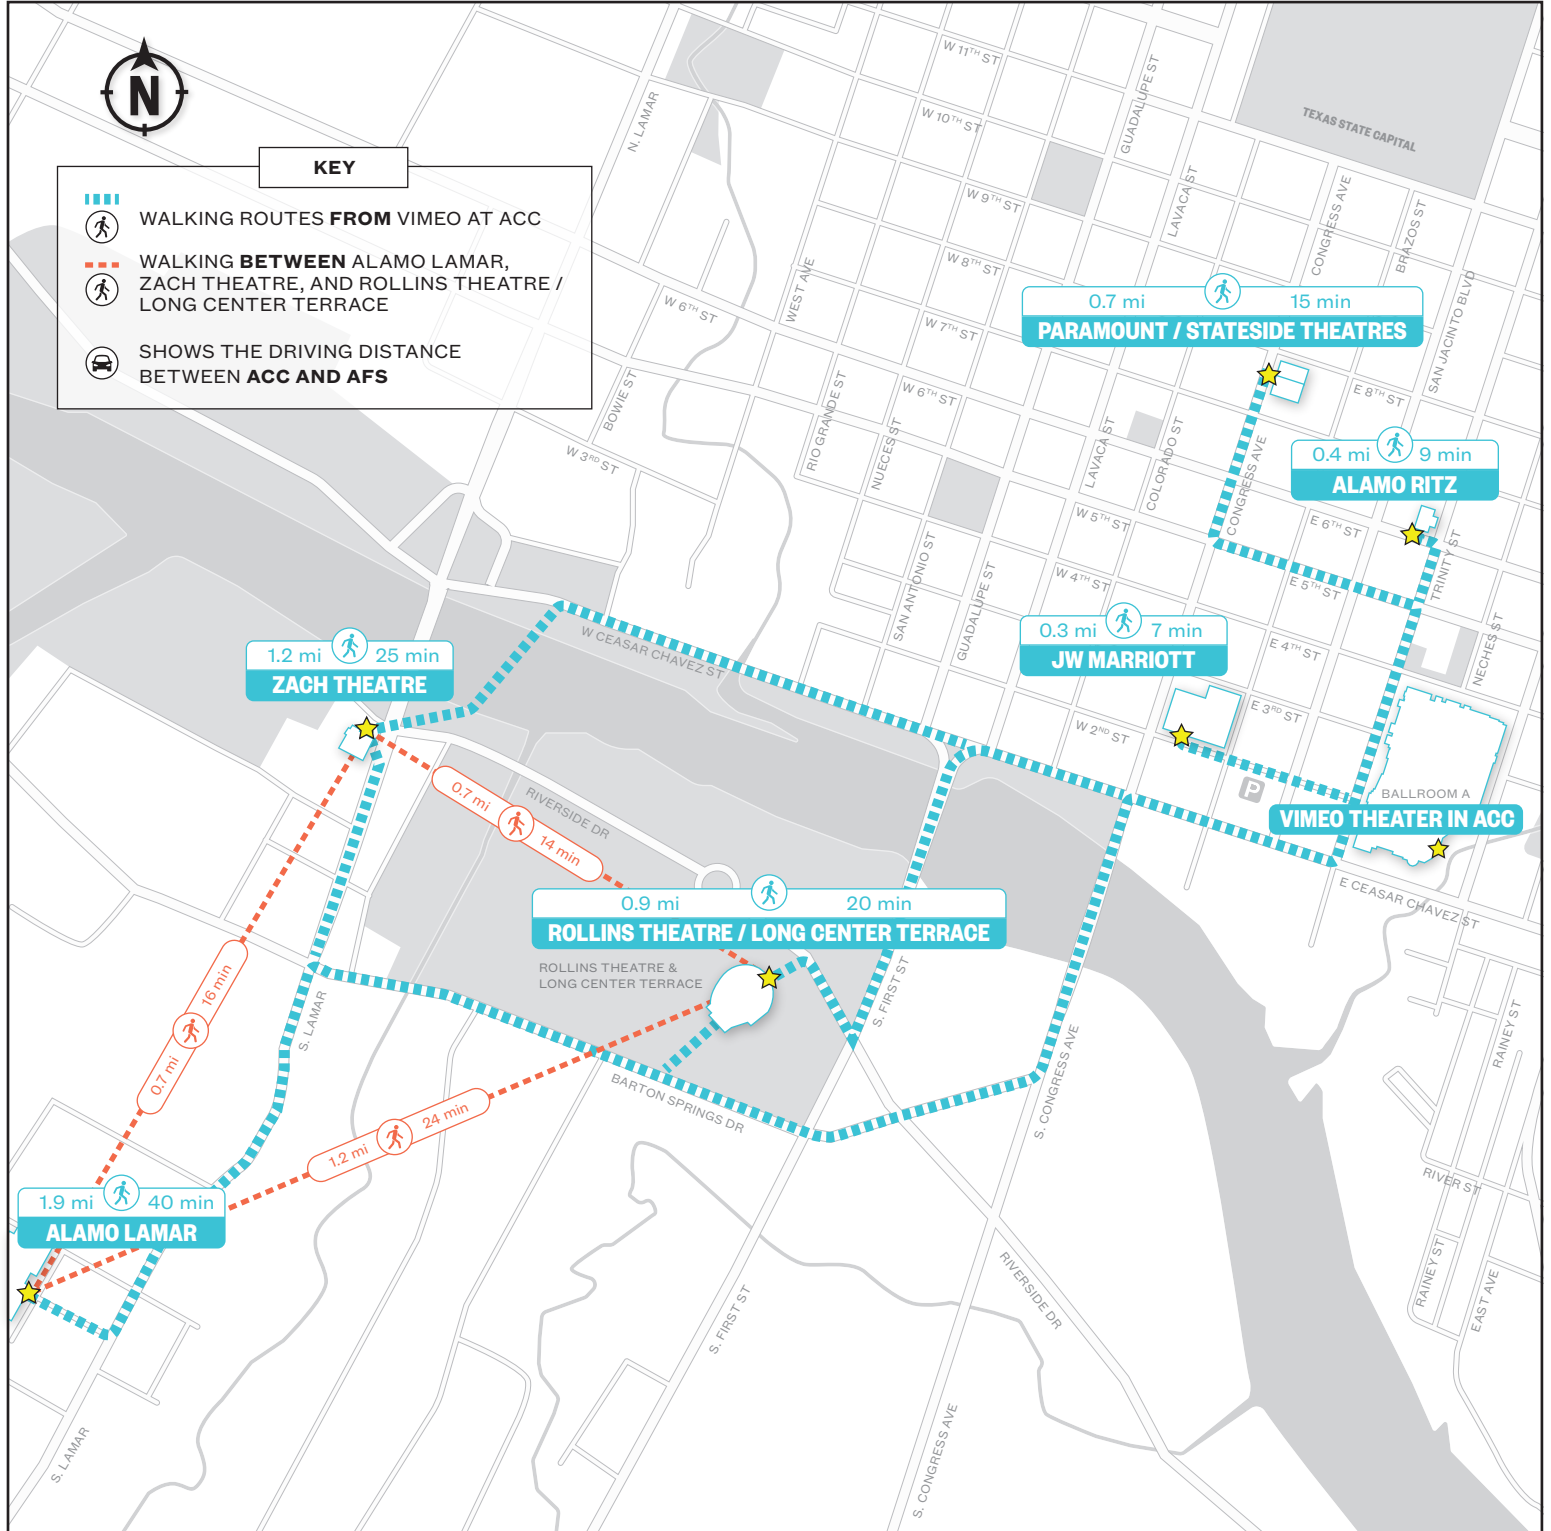 N
KEY
WALKING ROUTES FROM VIMEO AT ACC
WALKING BETWEEN ALAMO LAMAR,
ZACH THEATRE, AND ROLLINS THEATRE /
LONG CENTER TERRACE
SHOWS THE DRIVING DISTANCE
BETWEEN ACC AND AFS
N. LAMAR
W 11TH ST
W 10TH ST
W 9TH ST
W 8TH ST
W 7TH ST
W 6TH ST
W 6TH ST
GUADALUPE ST
LAVACA ST
TEXAS STATE CAPITAL
CONGRESS AVE
BRAZOS ST
SAN JACINTO BLVD
WEST AVE
BOWIE ST
W 3RD ST
RIO GRANDE ST
NUECES ST
LAVACA ST
COLORADO ST
CONGRESS AVE
0.7 mi 15 min
PARAMOUNT / STATESIDE THEATRES
E 8TH ST
0.4 mi 9 min
ALAMO RITZ
E 6TH ST
TRINITY ST
E 5TH ST
W 5TH ST
W 4TH ST
SAN ANTONIO ST
GUADALUPE ST
0.3 mi 7 min
JW MARRIOTT
E 4TH ST
NECHES ST
E 3RD ST
W 2ND ST
P
BALLROOM A
VIMEO THEATER IN ACC
E CEASAR CHAVEZ ST
W CEASAR CHAVEZ ST
1.2 mi 25 min
ZACH THEATRE
0.7 mi 14 min
RIVERSIDE DR
0.9 mi 20 min
ROLLINS THEATRE / LONG CENTER TERRACE
ROLLINS THEATRE &
LONG CENTER TERRACE
S. FIRST ST
0.7 mi 16 min
S. LAMAR
1.2 mi 24 min
BARTON SPRINGS DR
S. CONGRESS AVE
RAINEY ST
RIVER ST
RAINEY ST
EAST AVE
1.9 mi 40 min
ALAMO LAMAR
S. FIRST ST
RIVERSIDE DR
S. LAMAR
S. CONGRESS AVE